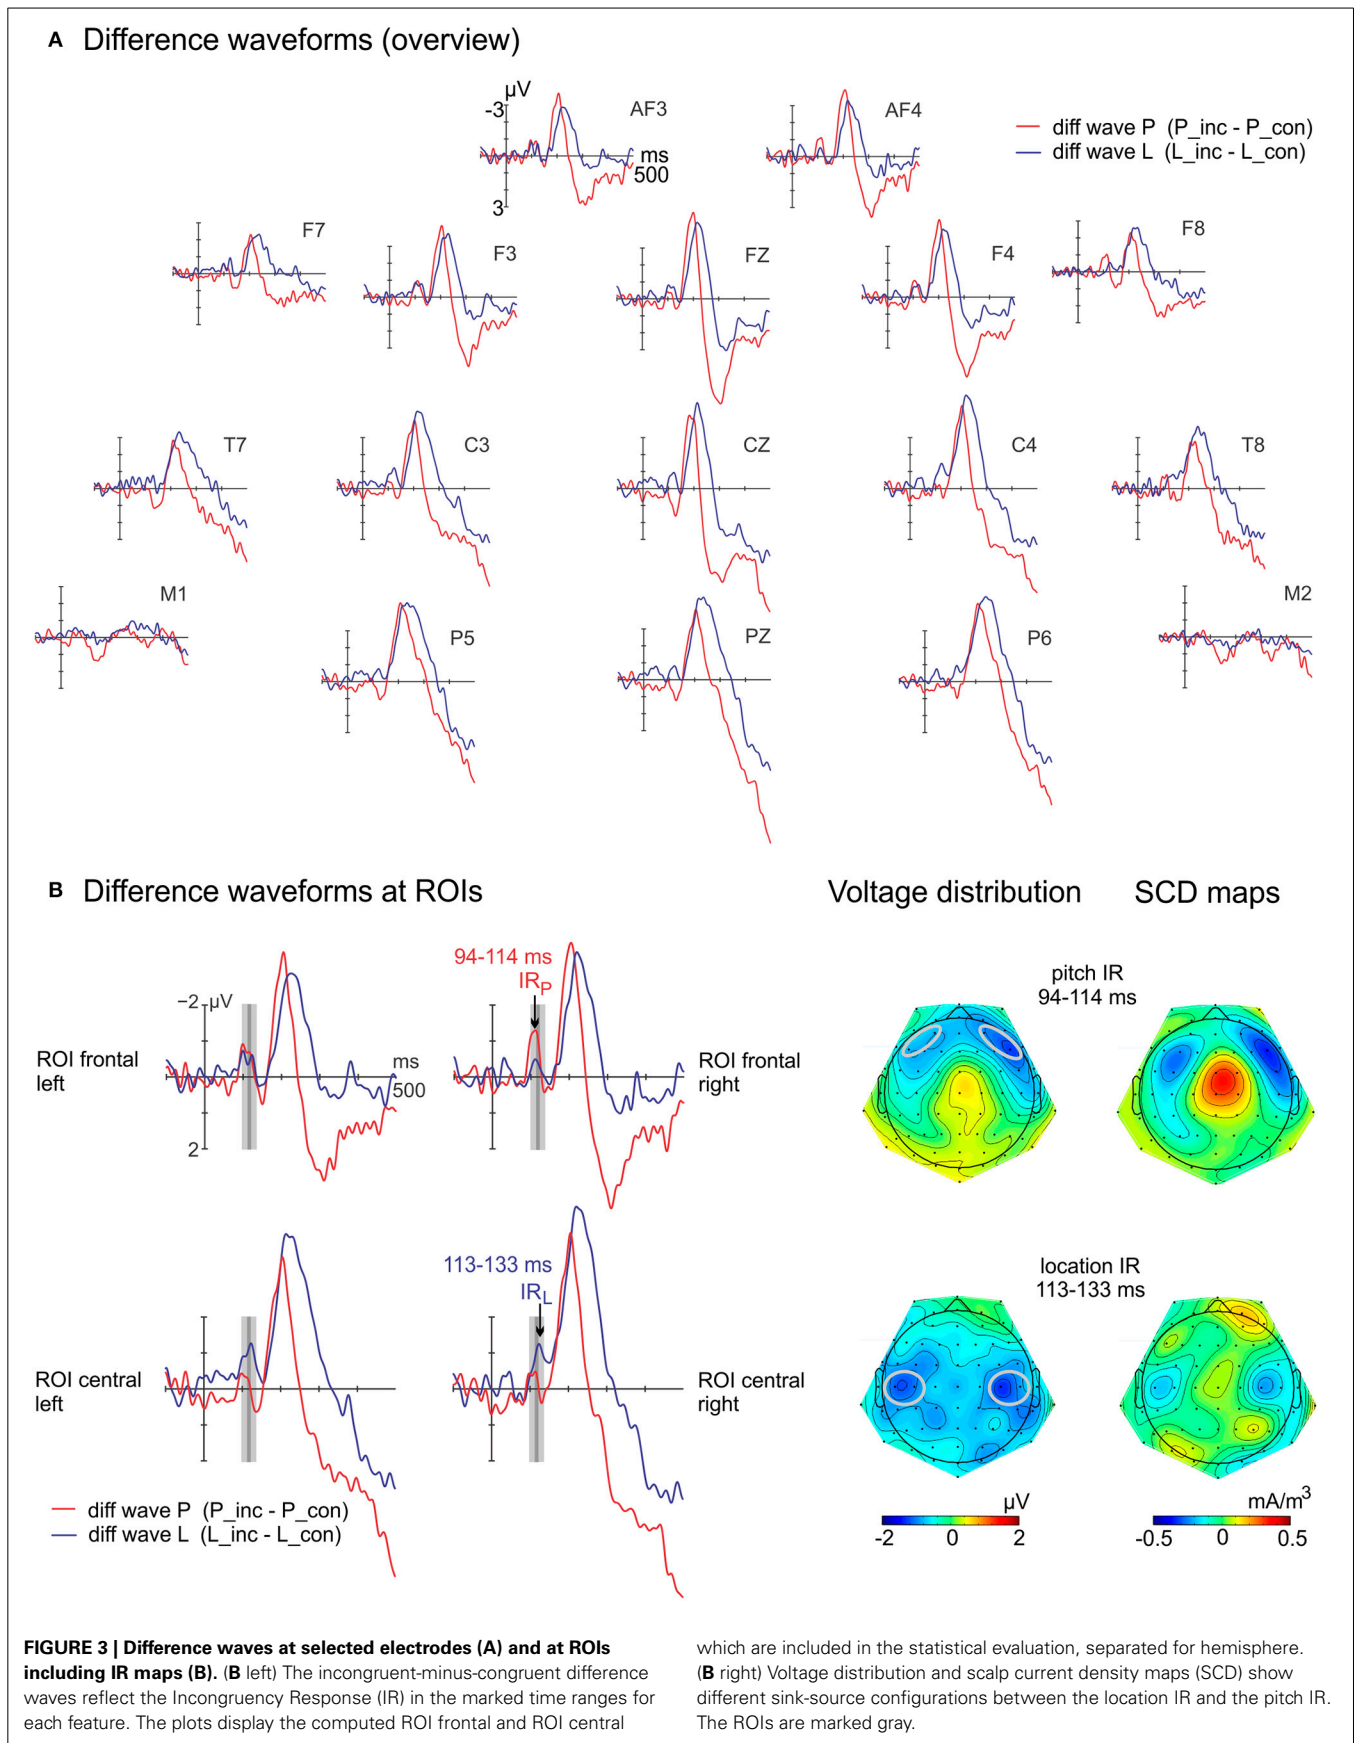 A Difference waveforms (overview)
µV
-3
AF3
ms
500
3
AF4
diff wave P (P_inc - P_con)
diff wave L (L_inc - L_con)
F7
F3
FZ
F4
F8
T7
C3
CZ
C4
T8
M1
P5
PZ
P6
M2
B Difference waveforms at ROIs
Voltage distribution
SCD maps
−2 µV
ROI frontal
left
ms
500
2
94-114 ms
IRP
ROI frontal
right
pitch IR
94-114 ms
ROI central
left
113-133 ms
IRL
ROI central
right
location IR
113-133 ms
diff wave P (P_inc - P_con)
diff wave L (L_inc - L_con)
µV
-2 0 2
mA/m³
-0.5 0 0.5
FIGURE 3 | Difference waves at selected electrodes (A) and at ROIs
including IR maps (B). (B left) The incongruent-minus-congruent difference
waves reflect the Incongruency Response (IR) in the marked time ranges for
each feature. The plots display the computed ROI frontal and ROI central
which are included in the statistical evaluation, separated for hemisphere.
(B right) Voltage distribution and scalp current density maps (SCD) show
different sink-source configurations between the location IR and the pitch IR.
The ROIs are marked gray.